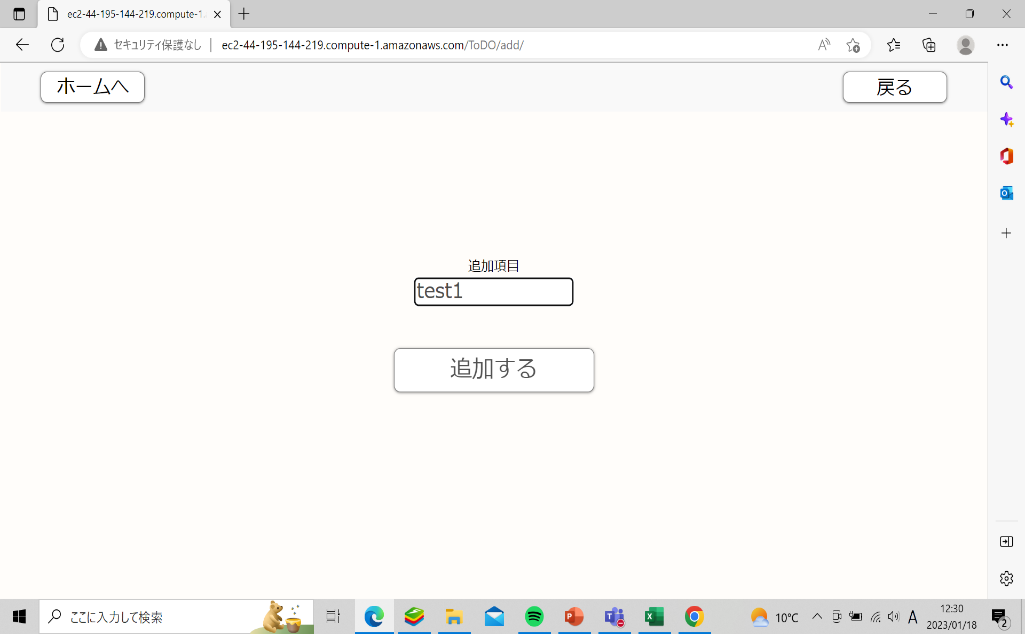 ec2-44-195-144-219.compute-1.
セキュリティ保護なし | ec2-44-195-144-219.compute-1.amazonaws.com/ToDO/add/
ホームへ
戻る
追加項目
test1
追加する
ここに入力して検索
10°C
A
12:30
2023/01/18
2